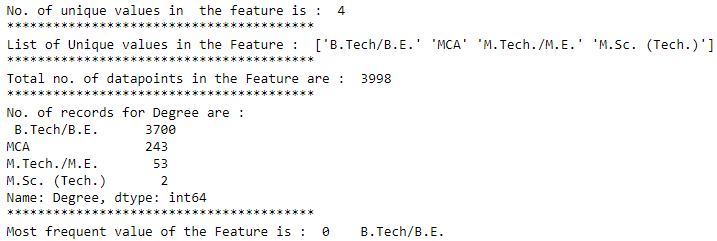 No. of unique values in  the feature is :  4
****************************************
List of Unique values in the Feature :  ['B.Tech/B.E.' 'MCA' 'M.Tech./M.E.' 'M.Sc. (Tech.)']
****************************************
Total no. of datapoints in the Feature are :  3998
****************************************
No. of records for Degree are :
 B.Tech/B.E.      3700
MCA               243
M.Tech./M.E.       53
M.Sc. (Tech.)       2
Name: Degree, dtype: int64
****************************************
Most frequent value of the Feature is :  0    B.Tech/B.E.